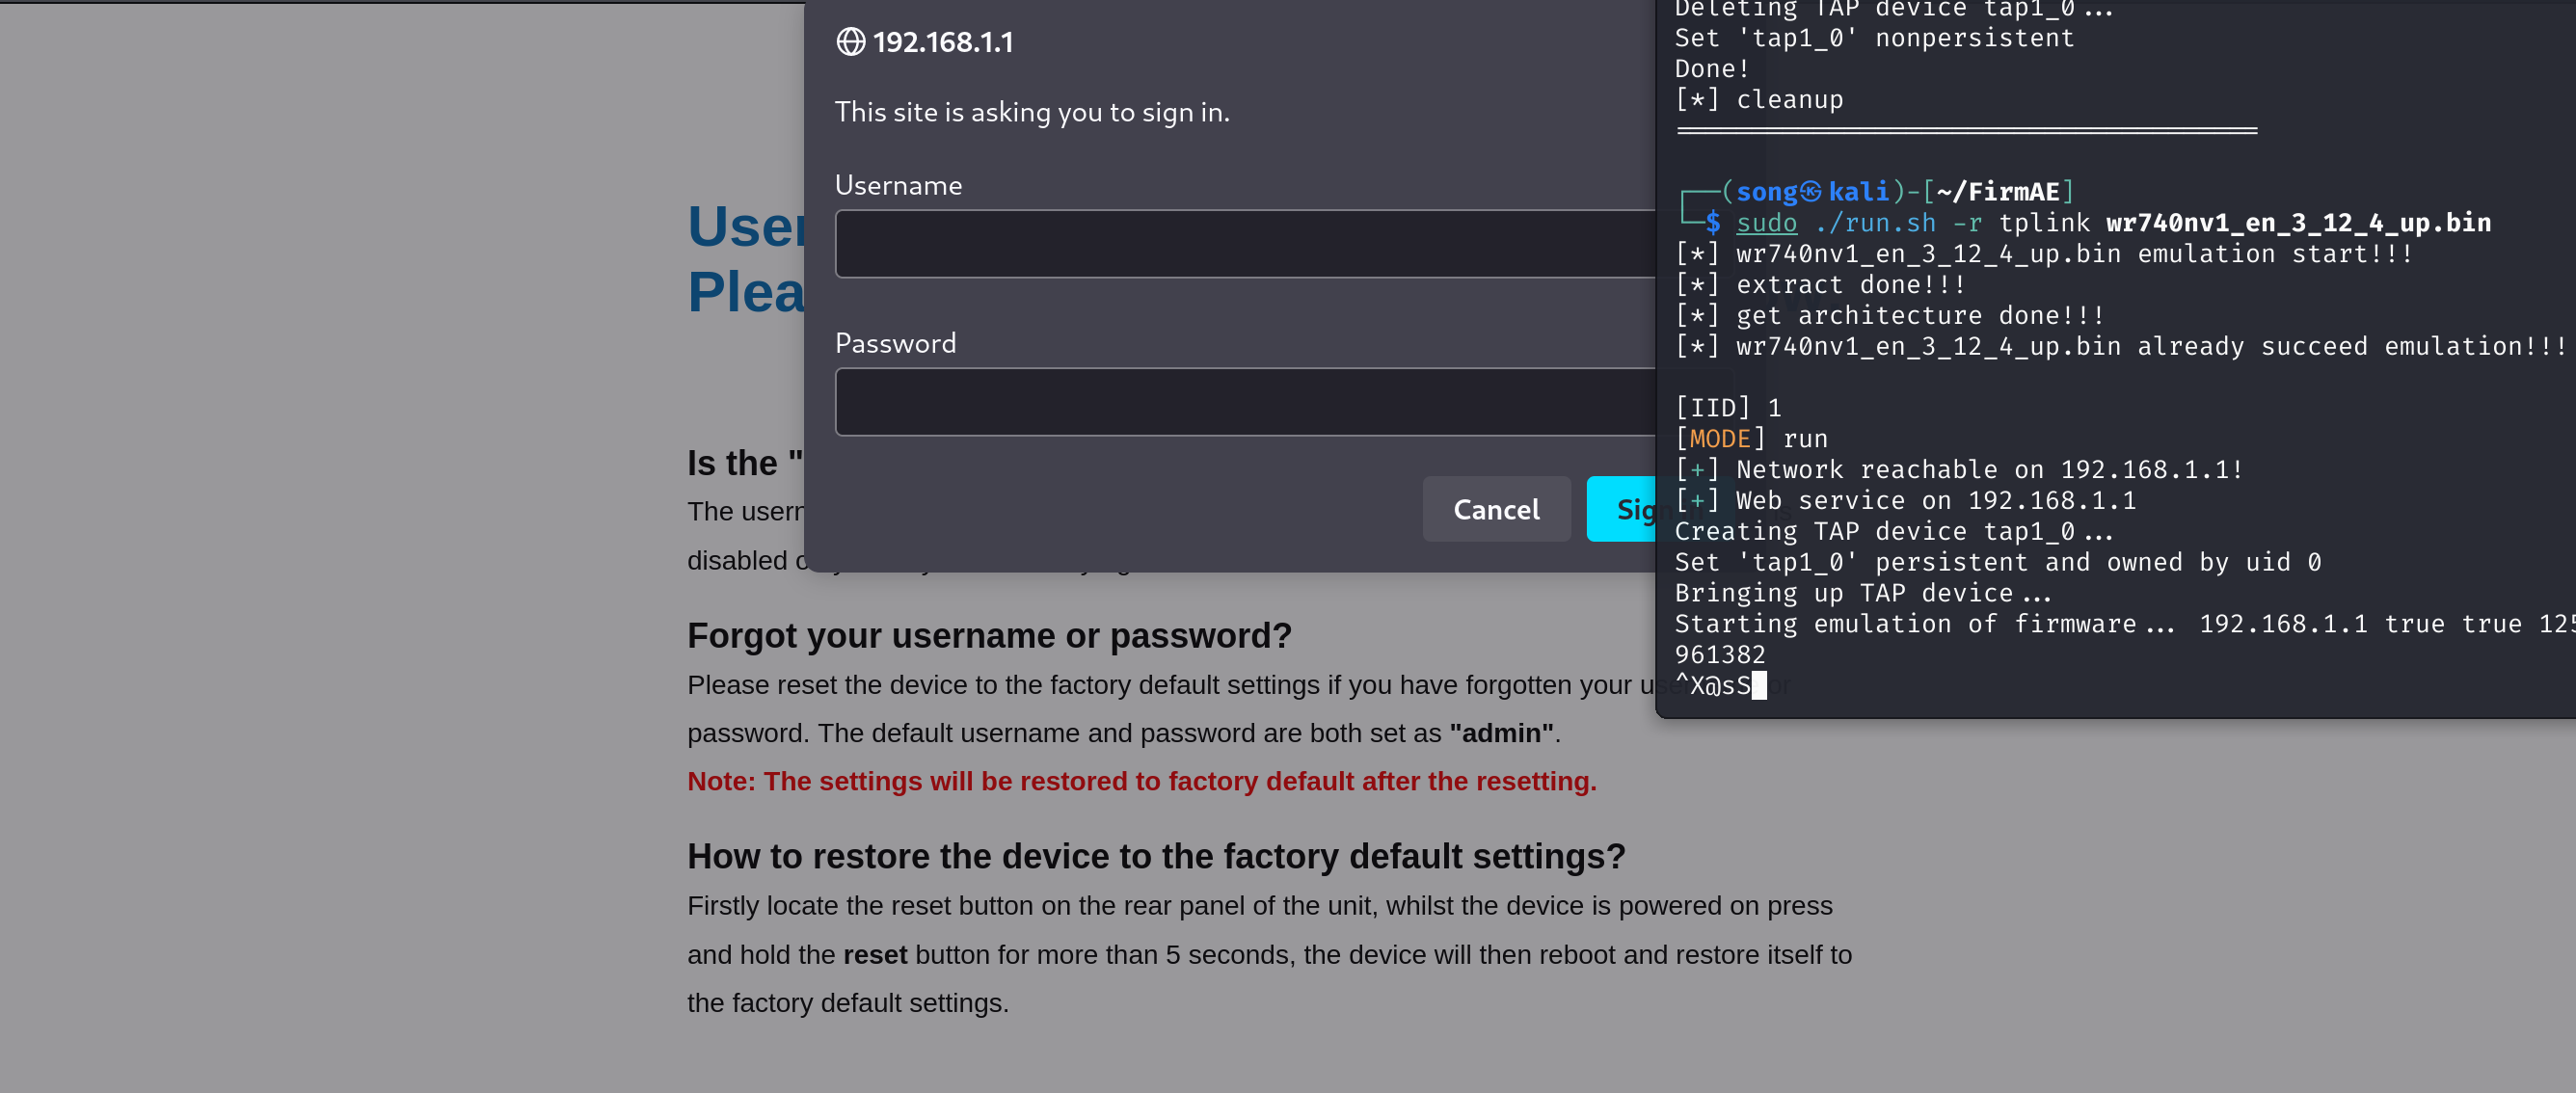 192.168.1.1
This site is asking you to sign in.
Username
Password
Cancel
Sig
User
Plea
Is the "
The usern
disabled
Forgot your username or password?
Please reset the device to the factory default settings if you have forgotten your or
password. The default username and password are both set as "admin".
Note: The settings will be restored to factory default after the resetting.
How to restore the device to the factory default settings?
Firstly locate the reset button on the rear panel of the unit, whilst the device is powered on press
and hold the reset button for more than 5 seconds, the device will then reboot and restore itself to
the factory default settings.
Deleting TAP device tap1_0...
Set 'tap1_0' nonpersistent
Done!
[*] cleanup
(song㉿kali)-[~/FirmAE]
$ sudo ./run.sh -r tplink wr740nv1_en_3_12_4_up.bin
[*] wr740nv1_en_3_12_4_up.bin emulation start!!!
[*] extract done!!!
[*] get architecture done!!!
[*] wr740nv1_en_3_12_4_up.bin already succeed emulation!!!
[IID] 1
[MODE] run
[+] Network reachable on 192.168.1.1!
[+] Web service on 192.168.1.1
Creating TAP device tap1_0...
Set 'tap1_0' persistent and owned by uid 0
Bringing up TAP device...
Starting emulation of firmware... 192.168.1.1 true true 125
961382
^X@sS